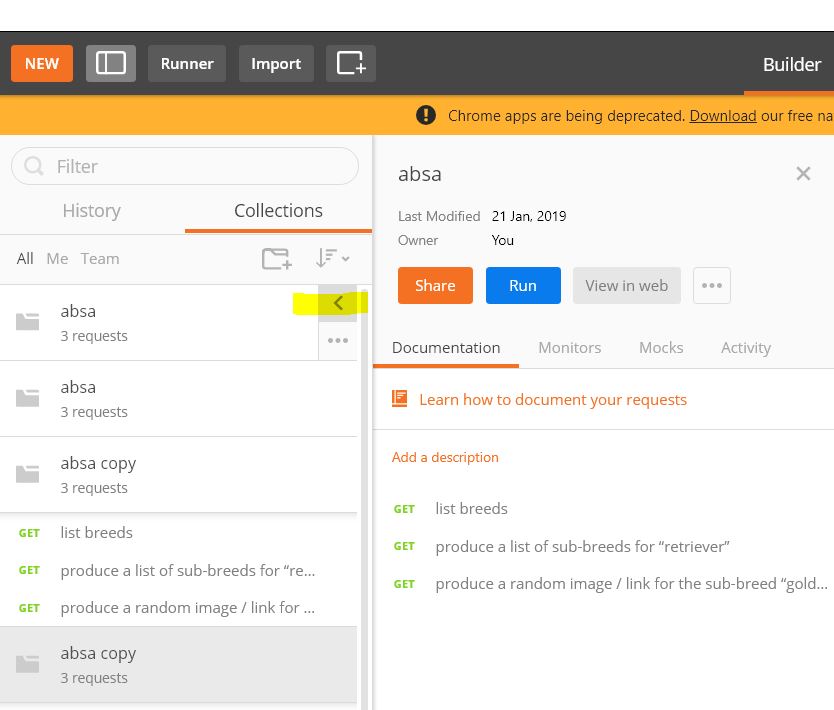 NEW
Runner
Import
Builder
Chrome apps are being deprecated. Download our free na
Filter
History
Collections
All Me Team
absa
3 requests
absa
3 requests
absa copy
3 requests
GET list breeds
GET produce a list of sub-breeds for “re...
GET produce a random image / link for ...
absa copy
3 requests
absa
Last Modified 21 Jan, 2019
Owner You
Share Run View in web
Documentation Monitors Mocks Activity
Learn how to document your requests
Add a description
GET list breeds
GET produce a list of sub-breeds for “retriever”
GET produce a random image / link for the sub-breed “gold...